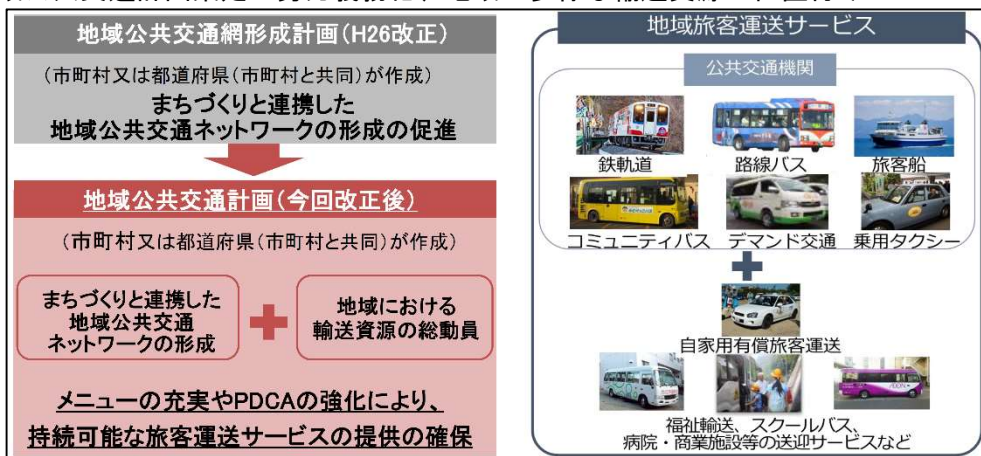 地域公共交通網形成計画(H26改正)
(市町村又は都道府県(市町村と共同)が作成)
まちづくりと連携した
地域公共交通ネットワークの形成の促進
地域公共交通計画(今回改正後)
(市町村又は都道府県(市町村と共同)が作成)
まちづくりと連携した
地域公共交通
ネットワークの形成
+
地域における
輸送資源の総動員
メニューの充実やPDCAの強化により、
持続可能な旅客運送サービスの提供の確保
地域旅客運送サービス
公共交通機関
鉄軌道
路線バス
旅客船
コミュニティバス
デマンド交通
乗用タクシー
+
自家用有償旅客運送
福祉輸送、スクールバス、
病院・商業施設等の送迎サービスなど